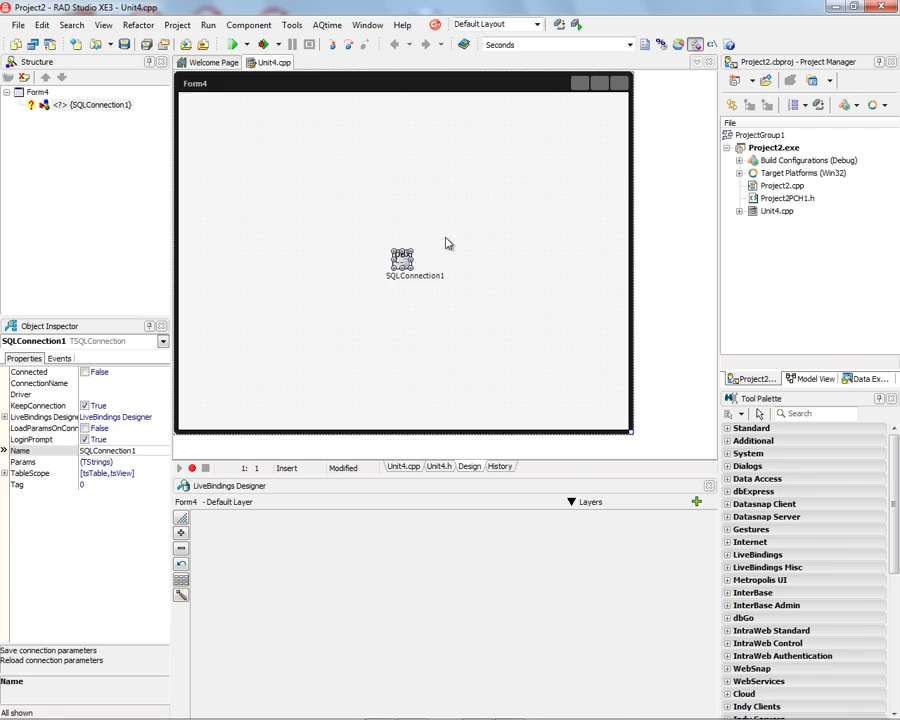 Project2 - RAD Studio XE3 - Unit4.cpp
File Edit Search View Refactor Project Run Component Tools AQtime Window Help Default Layout
Seconds
Structure
Form4
<?> {SQLConnection1}
Welcome Page Unit4.cpp
Form4
DBX
SQLConnection1
Object Inspector
SQLConnection1 TSQLConnection
Properties Events
Connected False
ConnectionName
Driver
KeepConnection True
LiveBindings Designer LiveBindings Designer
LoadParamsOnConn False
LoginPrompt True
Name SQLConnection1
Params (TStrings)
TableScope [tsTable,tsView]
Tag 0
Save connection parameters
Reload connection parameters
Name
All shown
1: 1 Insert Modified Unit4.cpp Unit4.h Design History
LiveBindings Designer
Form4 - Default Layer Layers
Project2.cbproj - Project Manager
File
ProjectGroup1
Project2.exe
Build Configurations (Debug)
Target Platforms (Win32)
Project2.cpp
Project2PCH1.h
Unit4.cpp
Project2... Model View Data Ex...
Tool Palette
Search
Standard
Additional
System
Dialogs
Data Access
dbExpress
Datasnap Client
Datasnap Server
Gestures
Internet
LiveBindings
LiveBindings Misc
Metropolis UI
InterBase
InterBase Admin
dbGo
IntraWeb Standard
IntraWeb Control
IntraWeb Authentication
WebSnap
WebServices
Cloud
Indy Clients